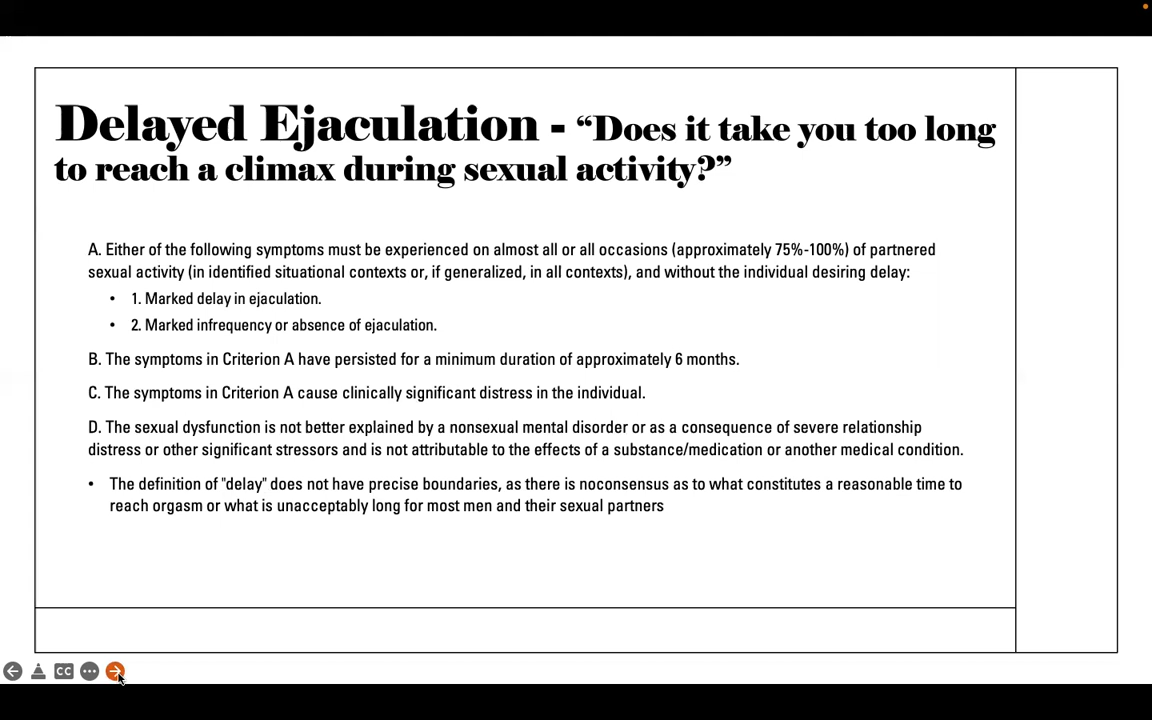 Delayed Ejaculation - “Does it take you too long
to reach a climax during sexual activity?”
A. Either of the following symptoms must be experienced on almost all or all occasions (approximately 75%-100%) of partnered
sexual activity (in identified situational contexts or, if generalized, in all contexts), and without the individual desiring delay:
• 1. Marked delay in ejaculation.
• 2. Marked infrequency or absence of ejaculation.
B. The symptoms in Criterion A have persisted for a minimum duration of approximately 6 months.
C. The symptoms in Criterion A cause clinically significant distress in the individual.
D. The sexual dysfunction is not better explained by a nonsexual mental disorder or as a consequence of severe relationship
distress or other significant stressors and is not attributable to the effects of a substance/medication or another medical condition.
• The definition of "delay" does not have precise boundaries, as there is noconsensus as to what constitutes a reasonable time to
reach orgasm or what is unacceptably long for most men and their sexual partners
CC